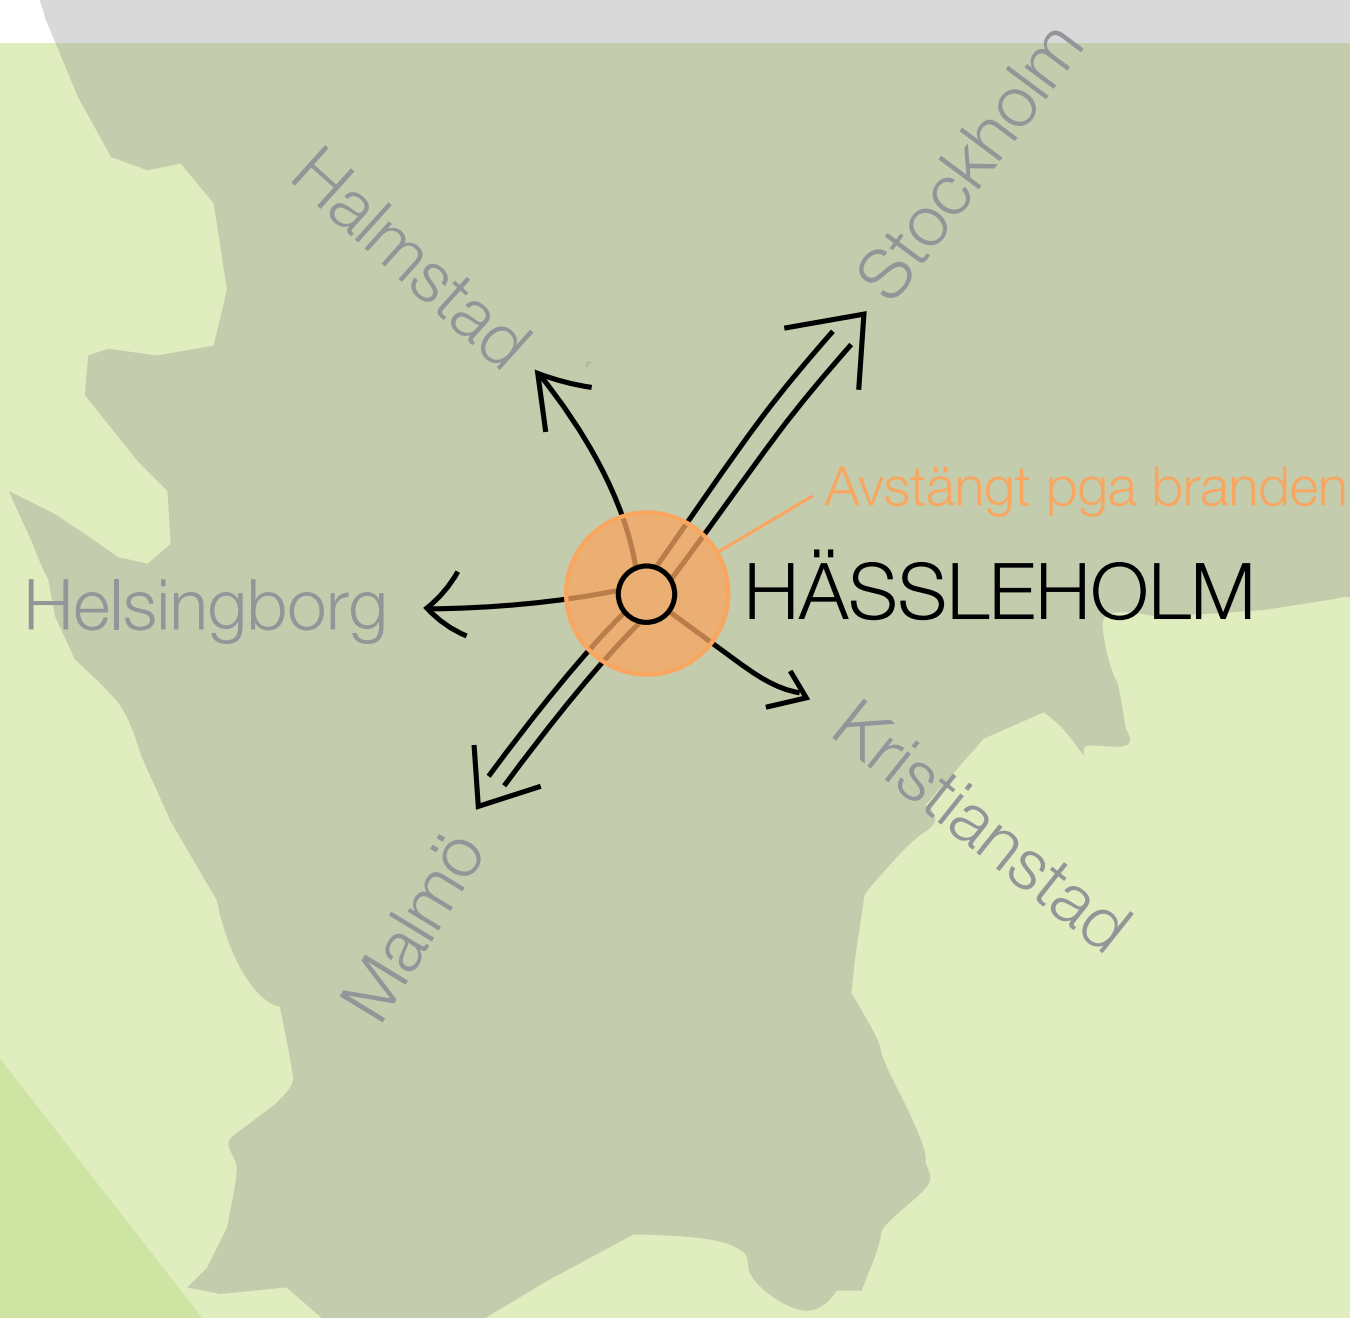 Stockholm
Halmstad
Avstängt pga branden
HÄSSLEHOLM
Helsingborg
Kristianstad
Malmö